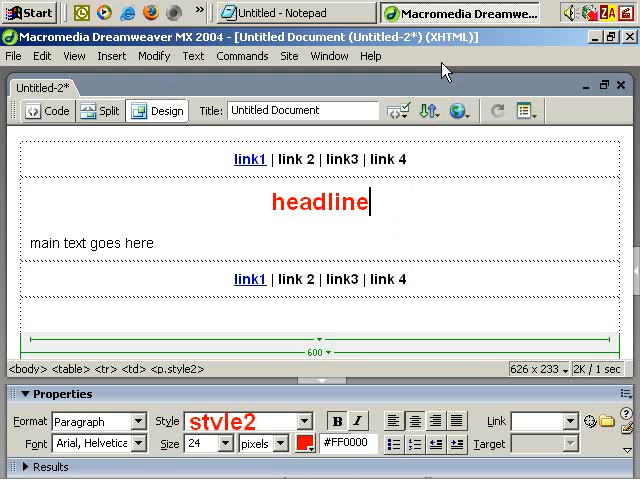 Start » Untitled - Notepad Macromedia Dreamwe...
Macromedia Dreamweaver MX 2004 - [Untitled Document (Untitled-2*) (XHTML)]
File Edit View Insert Modify Text Commands Site Window Help
Untitled-2*
Code Split Design Title: Untitled Document
link1 | link 2 | link3 | link 4
headline
main text goes here
link1 | link 2 | link3 | link 4
600
<body> <table> <tr> <td> <p.style2> 626 x 233 2K / 1 sec
Properties
Format Paragraph Style style2 B I Link
Font Arial, Helvetica Size 24 pixels #FF0000 Target
Results